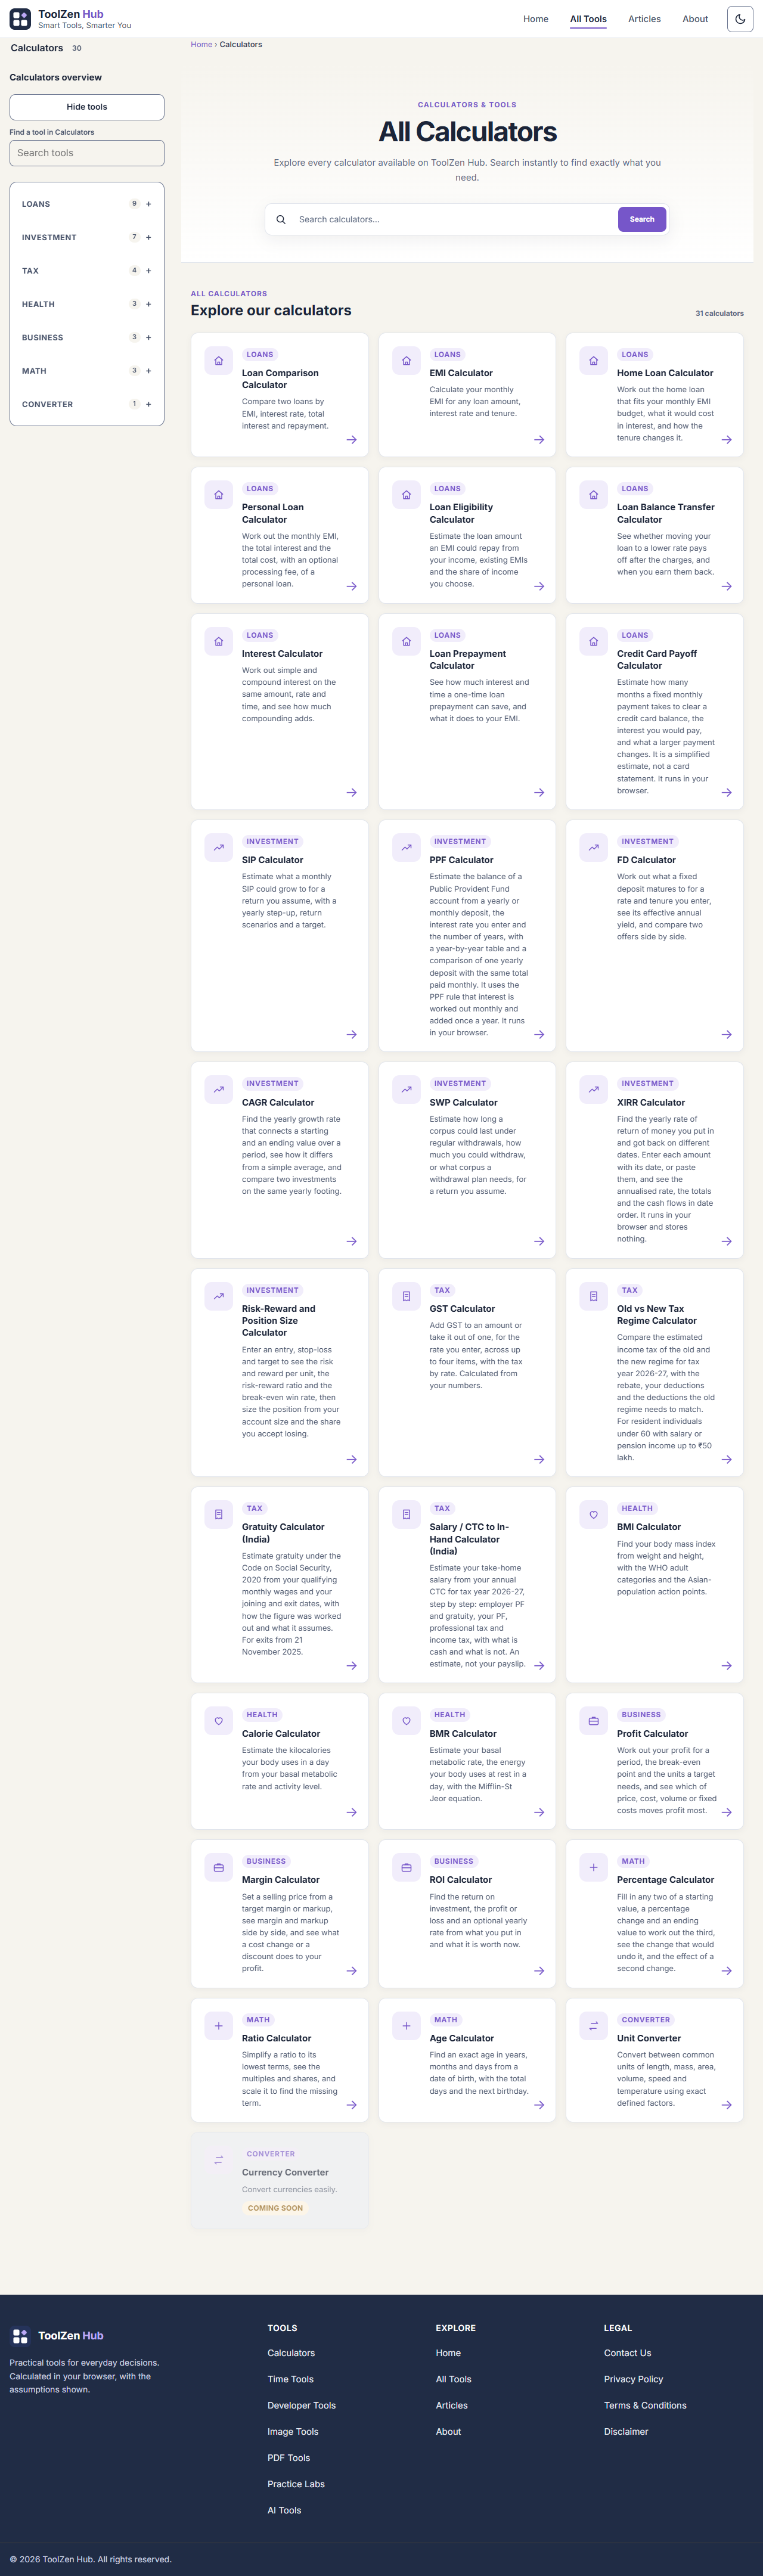 ToolZen Hub
Smart Tools, Smarter You
Home
All Tools
Articles
About
Calculators 30
Calculators overview
Hide tools
Find a tool in Calculators
Search tools
LOANS 9 +
INVESTMENT 7 +
TAX 4 +
HEALTH 3 +
BUSINESS 3 +
MATH 3 +
CONVERTER 1 +
Home › Calculators
CALCULATORS & TOOLS
All Calculators
Explore every calculator available on ToolZen Hub. Search instantly to find exactly what you
need.
Search calculators...
Search
ALL CALCULATORS
Explore our calculators
31 calculators
LOANS
Loan Comparison
Calculator
Compare two loans by
EMI, interest rate, total
interest and repayment.
LOANS
EMI Calculator
Calculate your monthly
EMI for any loan amount,
interest rate and tenure.
LOANS
Home Loan Calculator
Work out the home loan
that fits your monthly EMI
budget, what it would cost
in interest, and how the
tenure changes it.
LOANS
Personal Loan
Calculator
Work out the monthly EMI,
the total interest and the
total cost, with an optional
processing fee, of a
personal loan.
LOANS
Loan Eligibility
Calculator
Estimate the loan amount
an EMI could repay from
your income, existing EMIs
and the share of income
you choose.
LOANS
Loan Balance Transfer
Calculator
See whether moving your
loan to a lower rate pays
off after the charges, and
when you earn them back.
LOANS
Interest Calculator
Work out simple and
compound interest on the
same amount, rate and
time, and see how much
compounding adds.
LOANS
Loan Prepayment
Calculator
See how much interest and
time a one-time loan
prepayment can save, and
what it does to your EMI.
LOANS
Credit Card Payoff
Calculator
Estimate how many
months a fixed monthly
payment takes to clear a
credit card balance, the
interest you would pay,
and what a larger payment
changes. It is a simplified
estimate, not a card
statement. It runs in your
browser.
INVESTMENT
SIP Calculator
Estimate what a monthly
SIP could grow to for a
return you assume, with a
yearly step-up, return
scenarios and a target.
INVESTMENT
PPF Calculator
Estimate the balance of a
Public Provident Fund
account from a yearly or
monthly deposit, the
interest rate you enter and
the number of years, with
a year-by-year table and a
comparison of one yearly
deposit with the same total
paid monthly. It uses the
PPF rule that interest is
worked out monthly and
added once a year. It runs
in your browser.
INVESTMENT
FD Calculator
Work out what a fixed
deposit matures to for a
rate and tenure you enter,
see its effective annual
yield, and compare two
offers side by side.
INVESTMENT
CAGR Calculator
Find the yearly growth rate
that connects a starting
and an ending value over a
period, see how it differs
from a simple average, and
compare two investments
on the same yearly footing.
INVESTMENT
SWP Calculator
Estimate how long a
corpus could last under
regular withdrawals, how
much you could withdraw,
or what corpus a
withdrawal plan needs, for
a return you assume.
INVESTMENT
XIRR Calculator
Find the yearly rate of
return of money you put in
and got back on different
dates. Enter each amount
with its date, or paste
them, and see the
annualised rate, the totals
and the cash flows in date
order. It runs in your
browser and stores
nothing.
INVESTMENT
Risk-Reward and
Position Size
Calculator
Enter an entry, stop-loss
and target to see the risk
and reward per unit, the
risk-reward ratio and the
break-even win rate, then
size the position from your
account size and the share
you accept losing.
TAX
GST Calculator
Add GST to an amount or
take it out of one, for the
rate you enter, across up
to four items, with the tax
by rate. Calculated from
your numbers.
TAX
Old vs New Tax
Regime Calculator
Compare the estimated
income tax of the old and
the new regime for tax
year 2026-27, with the
rebate, your deductions
and the deductions the old
regime needs to match.
For resident individuals
under 60 with salary or
pension income up to ₹50
lakh.
TAX
Gratuity Calculator
(India)
Estimate gratuity under the
Code on Social Security,
2020 from your qualifying
monthly wages and your
joining and exit dates, with
how the figure was worked
out and what it assumes.
For exits from 21
November 2025.
TAX
Salary / CTC to In-
Hand Calculator
(India)
Estimate your take-home
salary from your annual
CTC for tax year 2026-27,
step by step: employer PF
and gratuity, your PF,
professional tax and
income tax, with what is
cash and what is not. An
estimate, not your payslip.
HEALTH
BMI Calculator
Find your body mass index
from weight and height,
with the WHO adult
categories and the Asian-
population action points.
HEALTH
Calorie Calculator
Estimate the kilocalories
your body uses in a day
from your basal metabolic
rate and activity level.
HEALTH
BMR Calculator
Estimate your basal
metabolic rate, the energy
your body uses at rest in a
day, with the Mifflin-St
Jeor equation.
BUSINESS
Profit Calculator
Work out your profit for a
period, the break-even
point and the units a target
needs, and see which of
price, cost, volume or fixed
costs moves profit most.
BUSINESS
Margin Calculator
Set a selling price from a
target margin or markup,
see margin and markup
side by side, and see what
a cost change or a
discount does to your
profit.
BUSINESS
ROI Calculator
Find the return on
investment, the profit or
loss and an optional yearly
rate from what you put in
and what it is worth now.
MATH
Percentage Calculator
Fill in any two of a starting
value, a percentage
change and an ending
value to work out the third,
see the change that would
undo it, and the effect of a
second change.
MATH
Ratio Calculator
Simplify a ratio to its
lowest terms, see the
multiples and shares, and
scale it to find the missing
term.
MATH
Age Calculator
Find an exact age in years,
months and days from a
date of birth, with the total
days and the next birthday.
CONVERTER
Unit Converter
Convert between common
units of length, mass, area,
volume, speed and
temperature using exact
defined factors.
CONVERTER
Currency Converter
Convert currencies easily.
COMING SOON
ToolZen Hub
Practical tools for everyday decisions.
Calculated in your browser, with the
assumptions shown.
TOOLS
Calculators
Time Tools
Developer Tools
Image Tools
PDF Tools
Practice Labs
AI Tools
EXPLORE
Home
All Tools
Articles
About
LEGAL
Contact Us
Privacy Policy
Terms & Conditions
Disclaimer
© 2026 ToolZen Hub. All rights reserved.